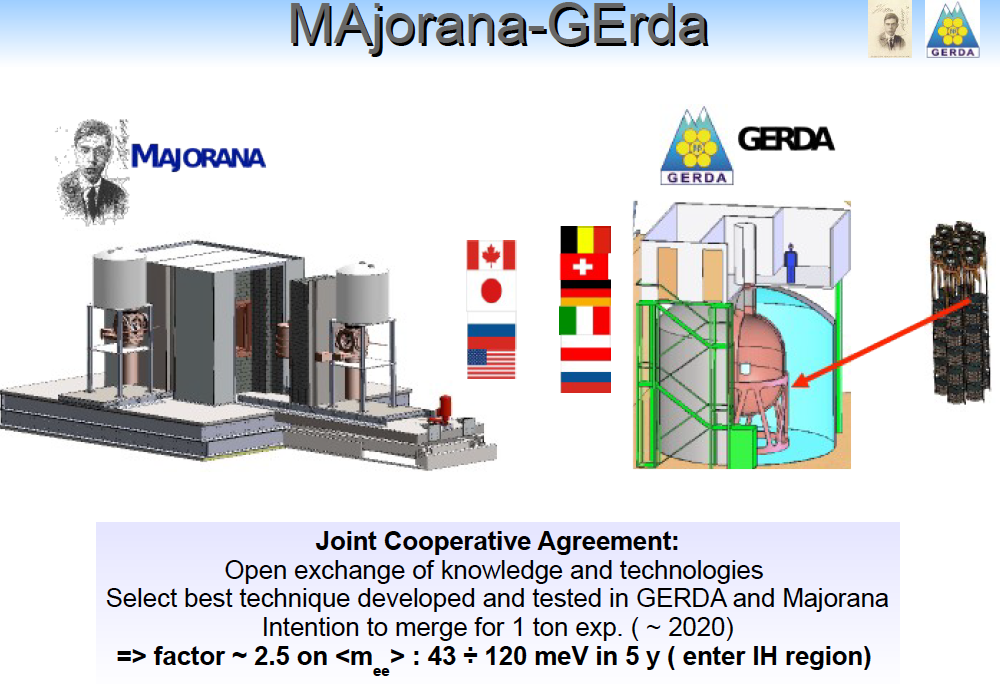 MAjorana-GErda
GERDA
MAJORANA
GERDA
GERDA
Joint Cooperative Agreement:
Open exchange of knowledge and technologies
Select best technique developed and tested in GERDA and Majorana
Intention to merge for 1 ton exp. ( ~ 2020)
=> factor ~ 2.5 on <mee> : 43 ÷ 120 meV in 5 y ( enter IH region)